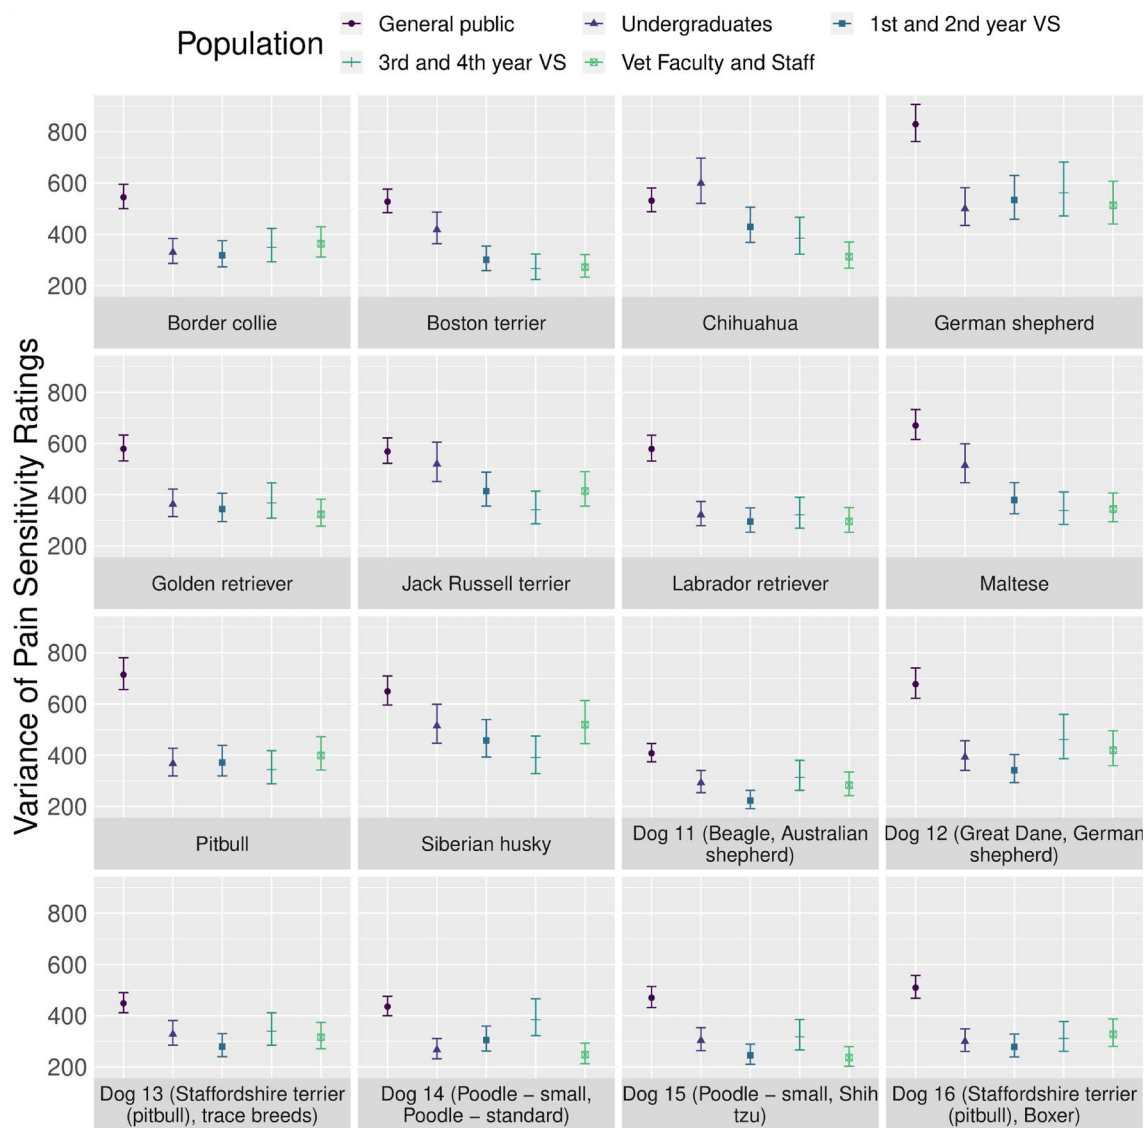 Population
General public
Undergraduates
1st and 2nd year VS
3rd and 4th year VS
Vet Faculty and Staff
Variance of Pain Sensitivity Ratings
800
600
400
200
Border collie
Boston terrier
Chihuahua
German shepherd
800
600
400
200
Golden retriever
Jack Russell terrier
Labrador retriever
Maltese
800
600
400
200
Pitbull
Siberian husky
Dog 11 (Beagle, Australian
shepherd)
Dog 12 (Great Dane, German
shepherd)
800
600
400
200
Dog 13 (Staffordshire terrier
(pitbull), trace breeds)
Dog 14 (Poodle − small,
Poodle − standard)
Dog 15 (Poodle − small, Shih
tzu)
Dog 16 (Staffordshire terrier
(pitbull), Boxer)